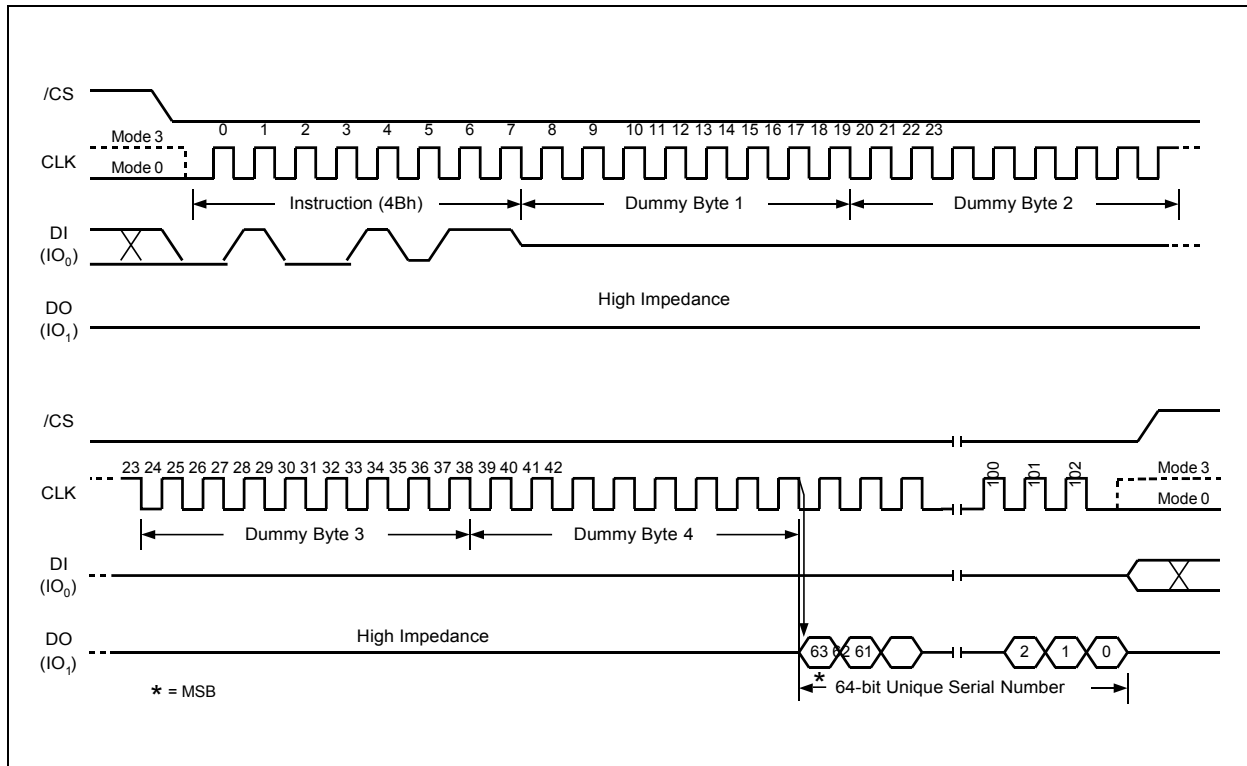 /CS
0 1 2 3 4 5 6 7 8 9 10 11 12 13 14 15 16 17 18 19 20 21 22 23
Mode 3
CLK
Mode 0
Instruction (4Bh) Dummy Byte 1 Dummy Byte 2
DI
(IO0)
High Impedance
DO
(IO1)
/CS
23 24 25 26 27 28 29 30 31 32 33 34 35 36 37 38 39 40 41 42 100 101 102
Mode 3
CLK
Mode 0
Dummy Byte 3 Dummy Byte 4
DI
(IO0)
High Impedance
DO
(IO1)
63 62 61 2 1 0
* = MSB
* 64-bit Unique Serial Number